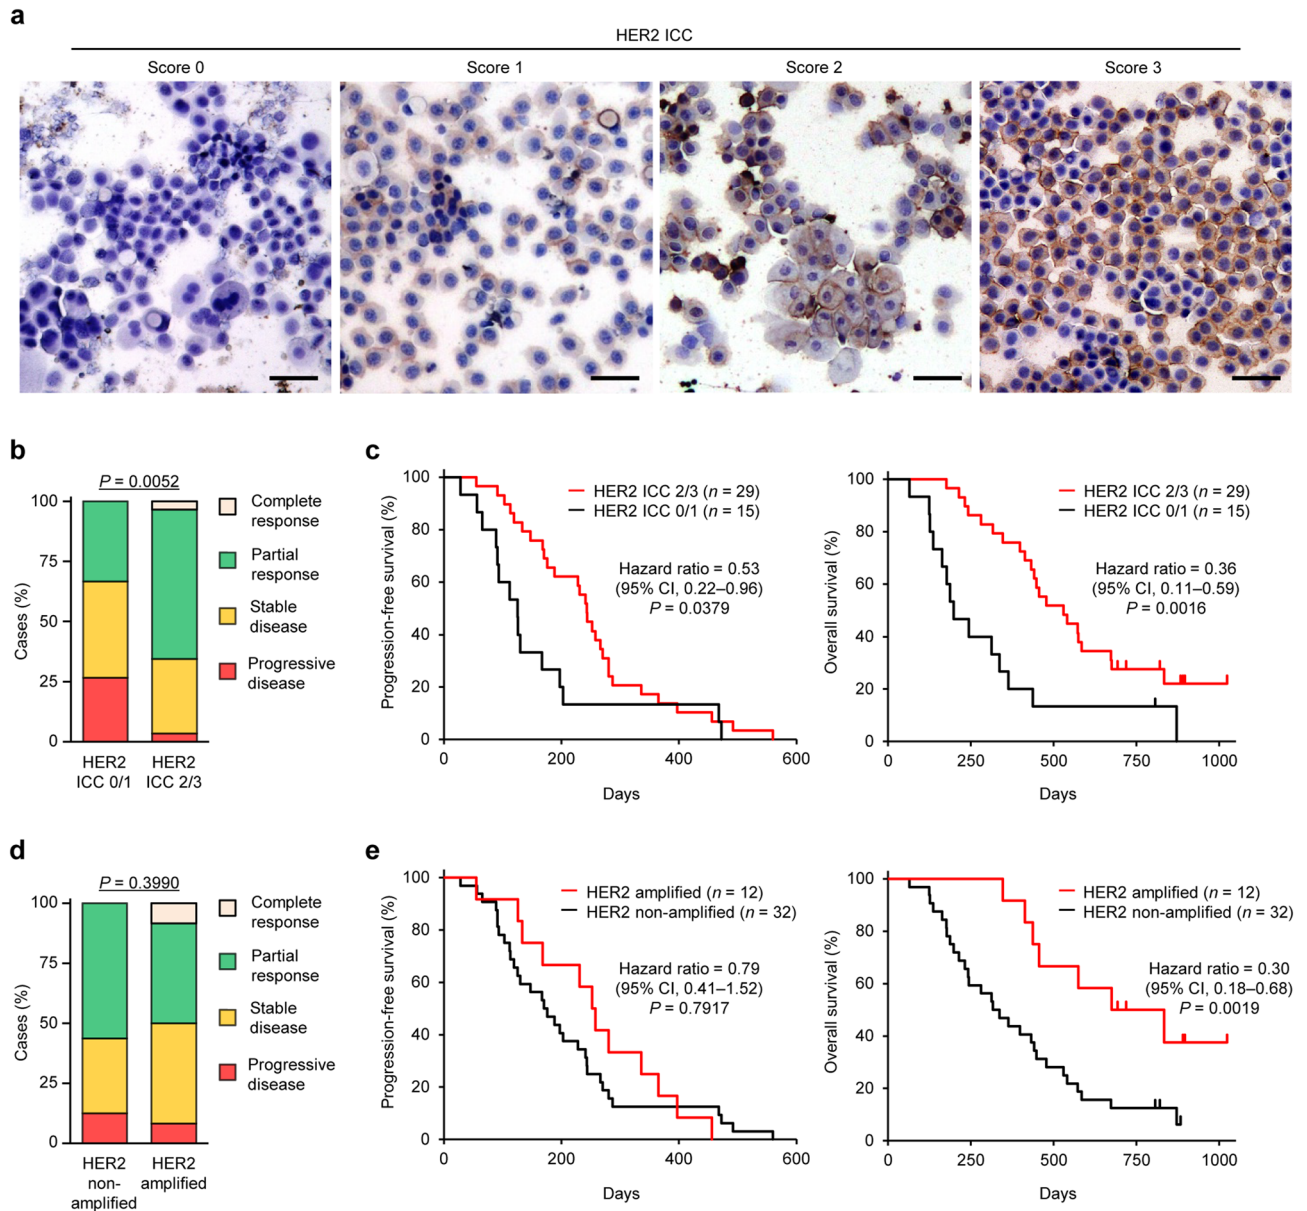 a
HER2 ICC
Score 0
Score 1
Score 2
Score 3
b
P = 0.0052
100
75
50
25
0
Cases (%)
HER2
ICC 0/1
HER2
ICC 2/3
Complete
response
Partial
response
Stable
disease
Progressive
disease
c
Progression-free survival (%)
100
80
60
40
20
0
0
200
400
600
Days
HER2 ICC 2/3 (n = 29)
HER2 ICC 0/1 (n = 15)
Hazard ratio = 0.53
(95% CI, 0.22–0.96)
P = 0.0379
Overall survival (%)
100
80
60
40
20
0
0
250
500
750
1000
Days
HER2 ICC 2/3 (n = 29)
HER2 ICC 0/1 (n = 15)
Hazard ratio = 0.36
(95% CI, 0.11–0.59)
P = 0.0016
d
P = 0.3990
100
75
50
25
0
Cases (%)
HER2
non-
amplified
HER2
amplified
Complete
response
Partial
response
Stable
disease
Progressive
disease
e
Progression-free survival (%)
100
80
60
40
20
0
0
200
400
600
Days
HER2 amplified (n = 12)
HER2 non-amplified (n = 32)
Hazard ratio = 0.79
(95% CI, 0.41–1.52)
P = 0.7917
Overall survival (%)
100
80
60
40
20
0
0
250
500
750
1000
Days
HER2 amplified (n = 12)
HER2 non-amplified (n = 32)
Hazard ratio = 0.30
(95% CI, 0.18–0.68)
P = 0.0019